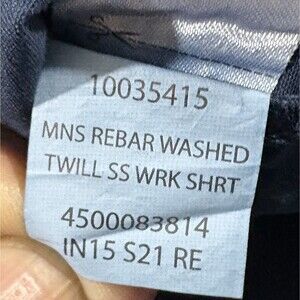 10035415
MNS REBAR WASHED
TWILL SS WRK SHRT
4500083814
IN15 S21 RE